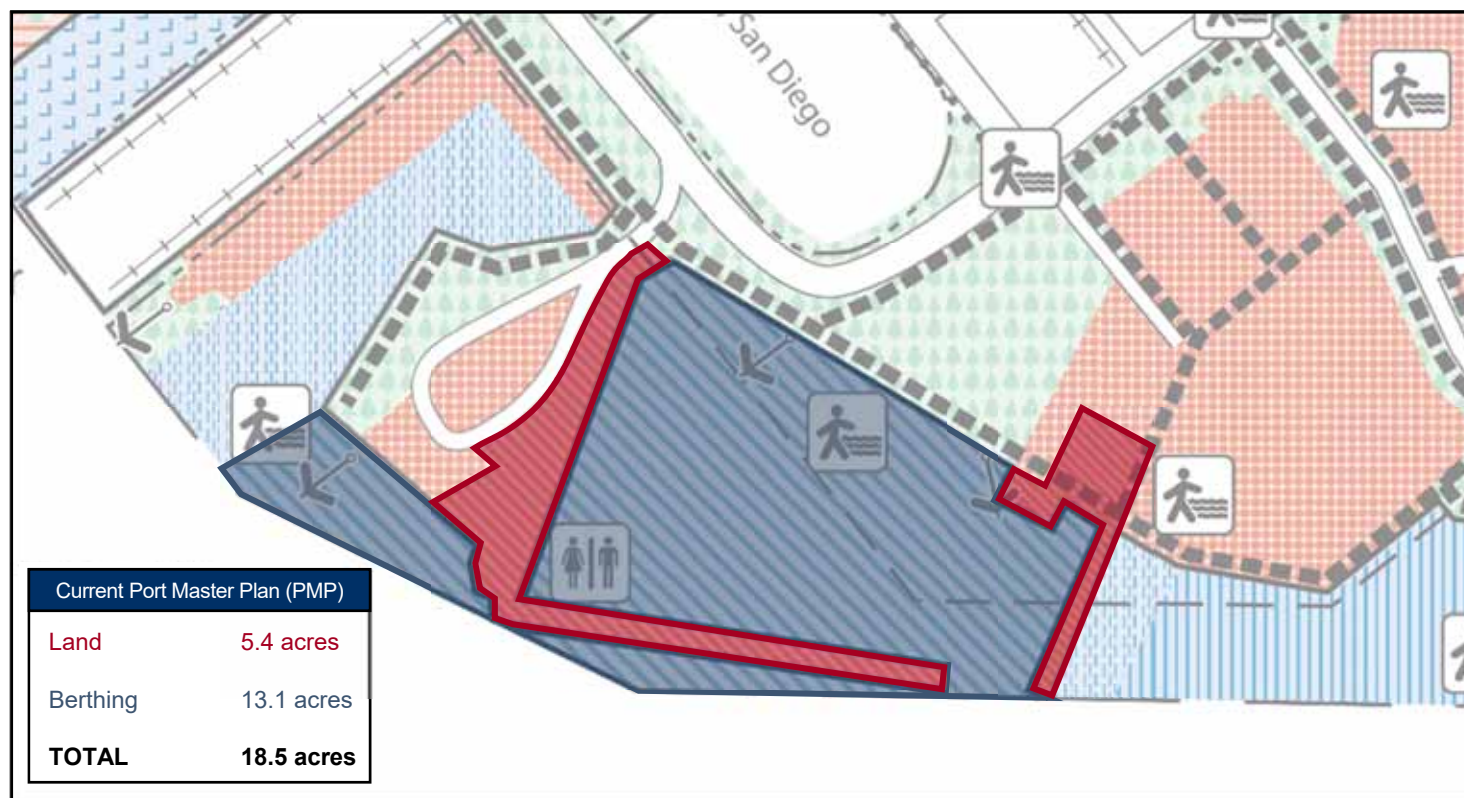 San Diego
Current Port Master Plan (PMP)
Land 5.4 acres
Berthing 13.1 acres
TOTAL 18.5 acres